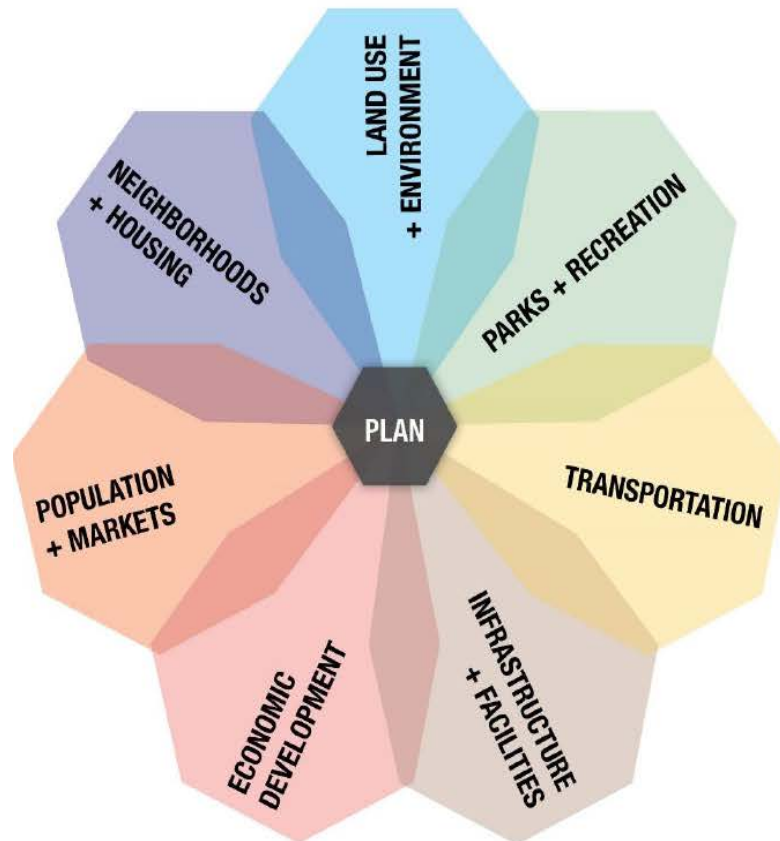 LAND USE
+ ENVIRONMENT
PARKS + RECREATION
TRANSPORTATION
INFRASTRUCTURE
+ FACILITIES
ECONOMIC
DEVELOPMENT
POPULATION
+ MARKETS
NEIGHBORHOODS
+ HOUSING
PLAN